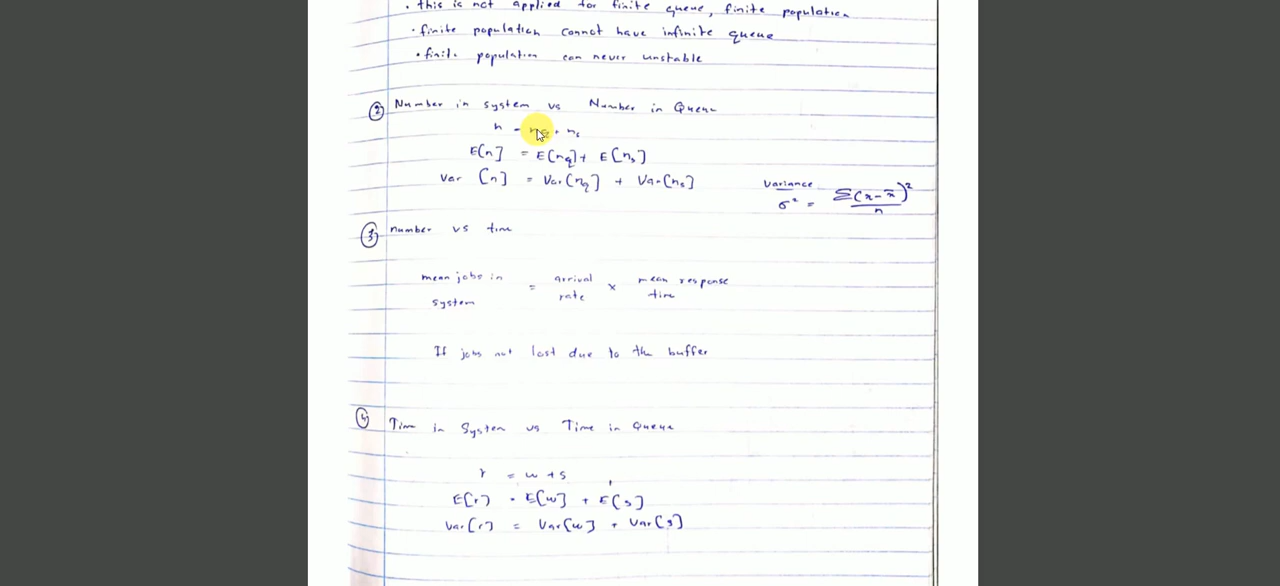 • this is not applied for finite queue, finite population
• finite population cannot have infinite queue
• finite population can never unstable
② Number in system vs Number in Queue
n = nq + ns
E[n] = E[nq] + E[ns]
Var [n] = Var[nq] + Var[ns]
Variance
σ² = Σ(x-x̄)²/n
③ number vs time
mean jobs in system = arrival rate × mean response time
If jobs not lost due to the buffer
④ Time in System vs Time in Queue
r = w + s
E[r] = E[w] + E[s]
Var[r] = Var[w] + Var[s]